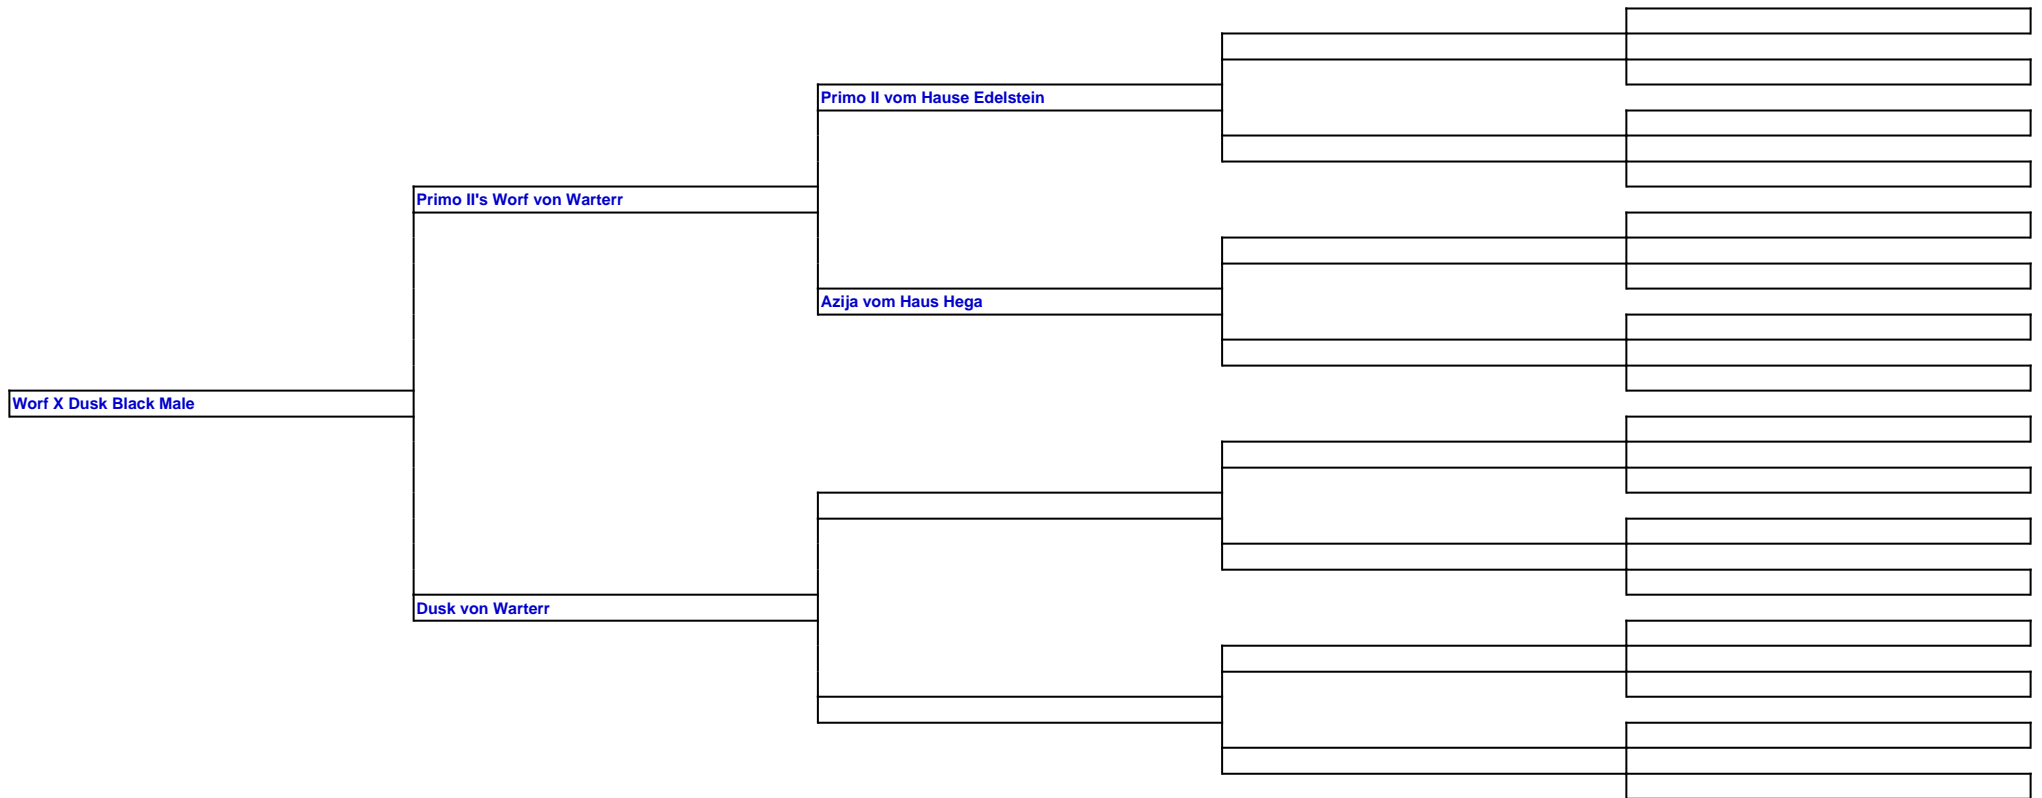 Primo II vom Hause Edelstein
Primo II's Worf von Warterr
Azija vom Haus Hega
Worf X Dusk Black Male
Dusk von Warterr